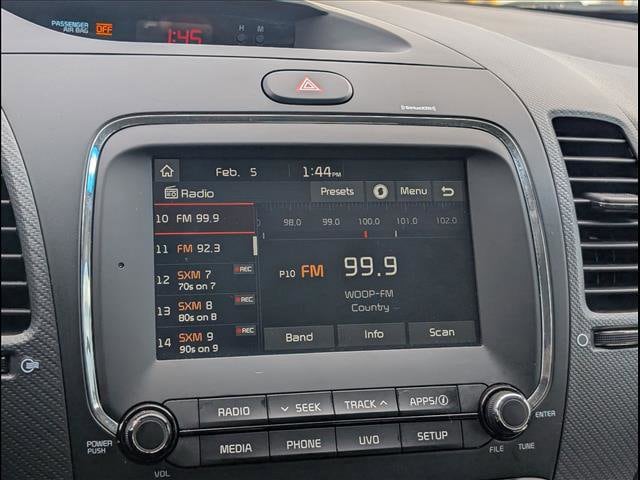 PASSENGER
AIR BAG OFF
1:45
H M
SiriusXM
Feb. 5 1:44PM
Radio
Presets Menu
10 FM 99.9
98.0 99.0 100.0 101.0 102.0
11 FM 92.3
12 SXM 7 REC
70s on 7
P10 FM 99.9
WOOP-FM
Country
13 SXM 8 REC
80s on 8
14 SXM 9 REC
90s on 9
Band Info Scan
RADIO SEEK TRACK APPS/i
MEDIA PHONE UVO SETUP
POWER
PUSH
VOL
ENTER
FILE TUNE